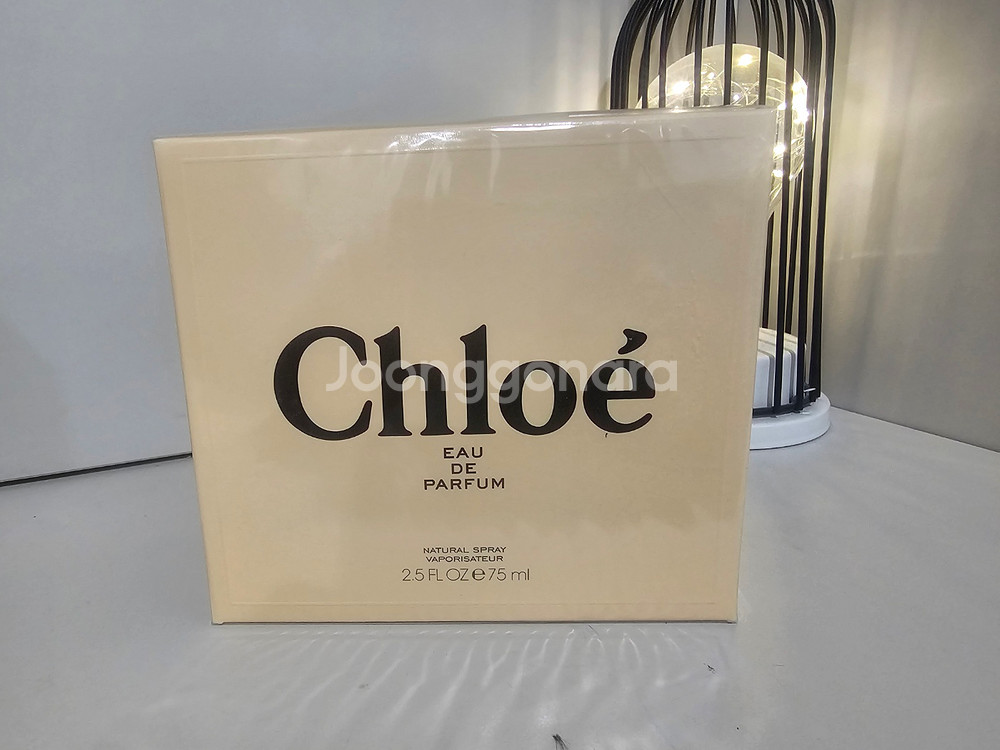 Chloé
Joonggonara
EAU
DE
PARFUM
NATURAL SPRAY
VAPORISATEUR
2.5 FL OZ ℮ 75 ml